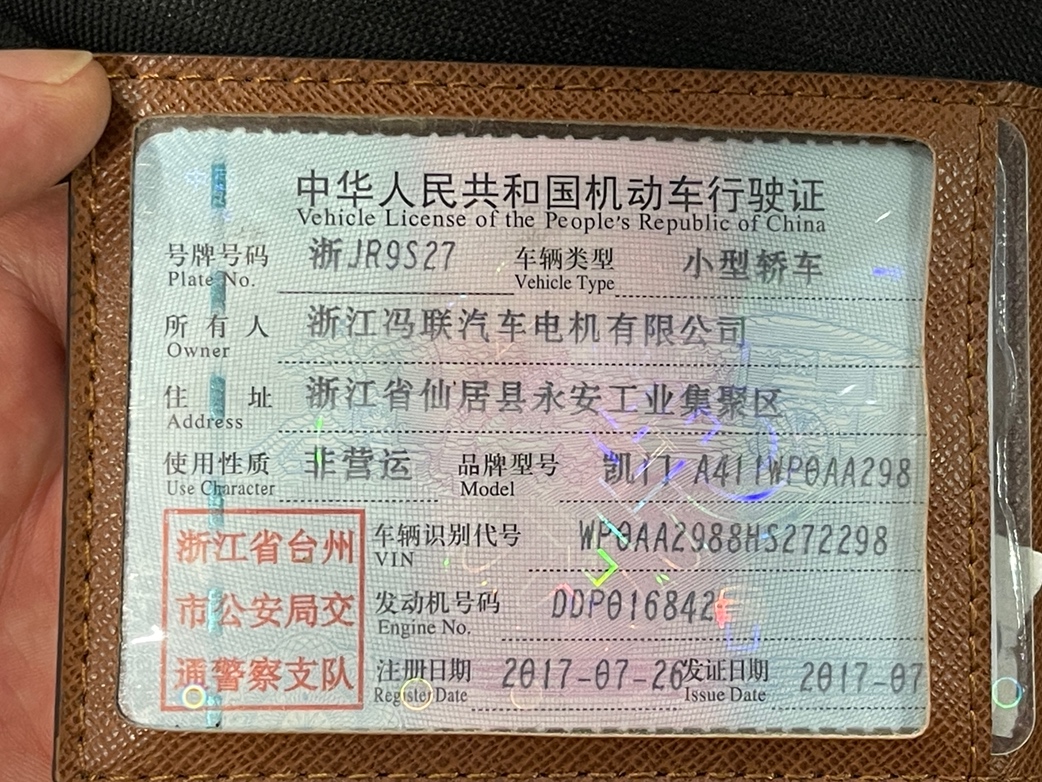 中华人民共和国机动车行驶证
Vehicle License of the People's Republic of China
号牌号码 浙JR9S27 车辆类型 小型轿车
Plate No. Vehicle Type
所有人 浙江冯联汽车电机有限公司
Owner
住址 浙江省仙居县永安工业集聚区
Address
使用性质 非营运 品牌型号 凯门 A411WP0AA298
Use Character Model
浙江省台州 车辆识别代号 WP0AA2988HS272298
VIN
市公安局交 发动机号码 DDP016842
Engine No.
通警察支队 注册日期 2017-07-26 发证日期 2017-07
Register Date Issue Date